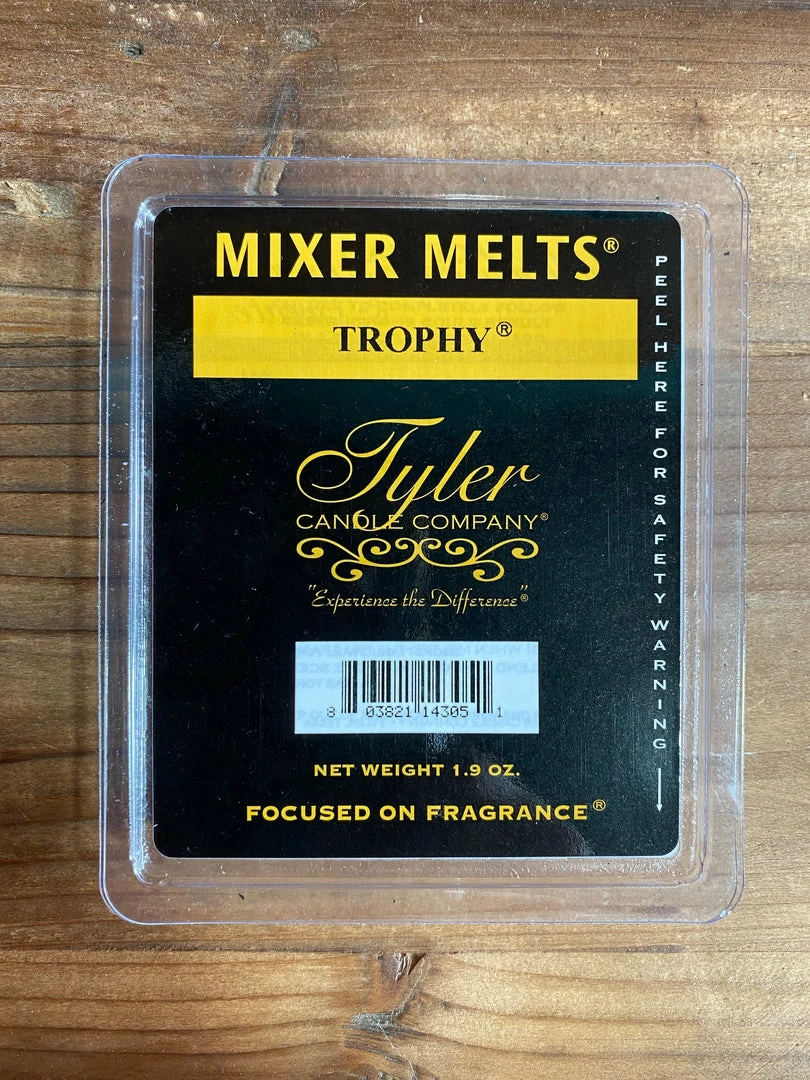 MIXER MELTS®
TROPHY®
Tyler
CANDLE COMPANY®
"Experience the Difference"®
8 03821 14305 1
NET WEIGHT 1.9 OZ.
FOCUSED ON FRAGRANCE®
PEEL HERE FOR SAFETY WARNING